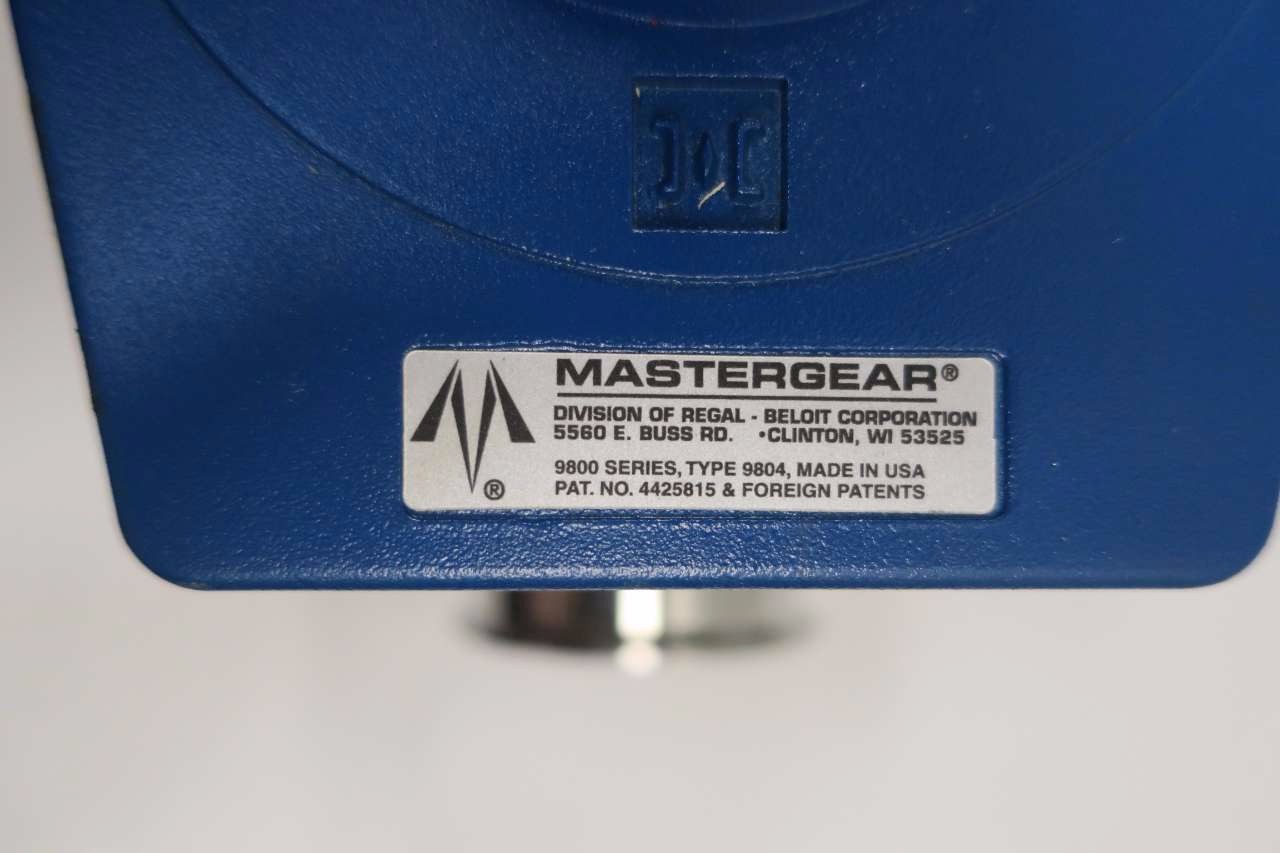 MASTERGEAR®
DIVISION OF REGAL - BELOIT CORPORATION
5560 E. BUSS RD. •CLINTON, WI 53525
®
9800 SERIES, TYPE 9804, MADE IN USA
PAT. NO. 4425815 & FOREIGN PATENTS